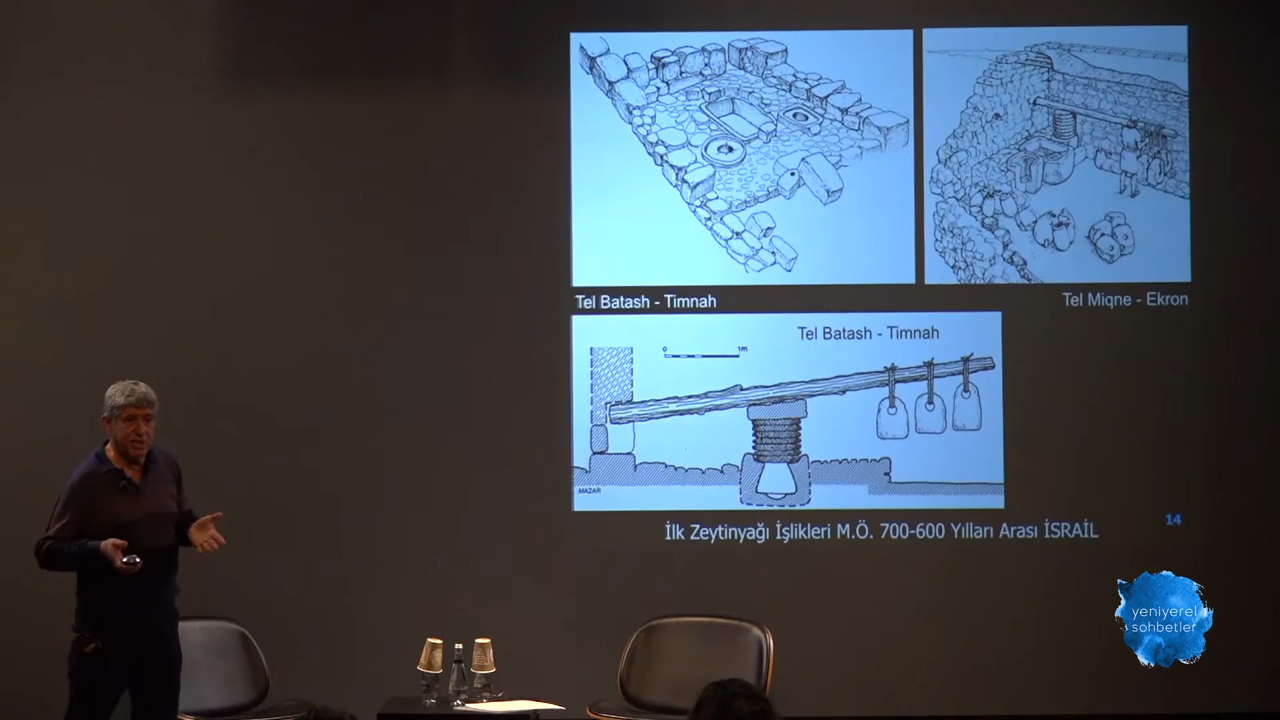 Tel Batash - Timnah
Tel Miqne - Ekron
Tel Batash - Timnah
0 1m
MAZAR
İlk Zeytinyağı İşlikleri M.Ö. 700-600 Yılları Arası İSRAİL
14
yeniyerel
sohbetler